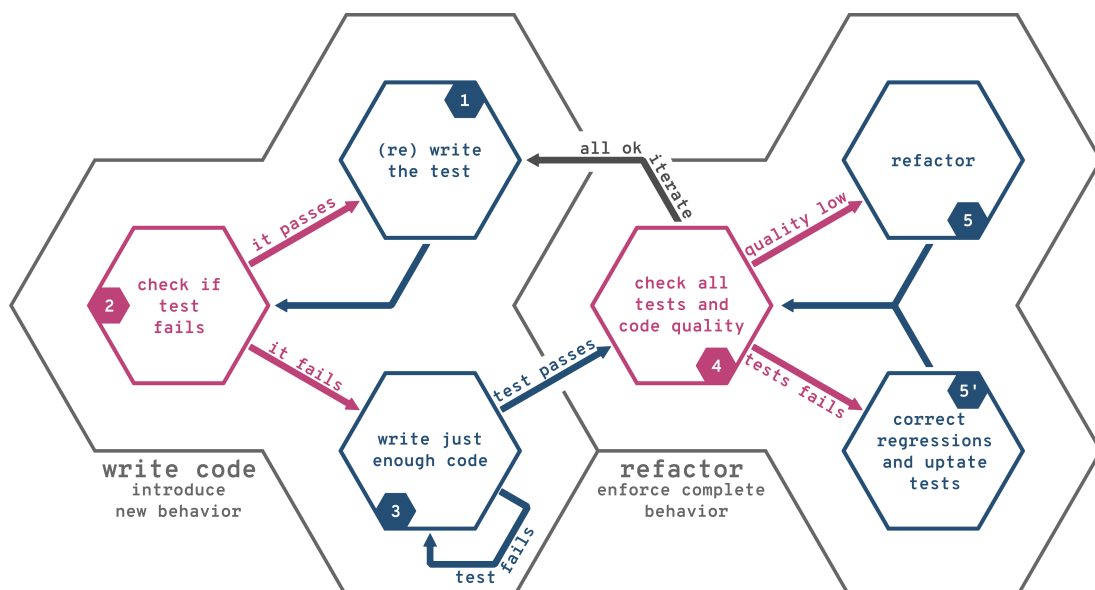 1
(re) write
the test
all ok
iterate
refactor
5
it passes
quality low
2
check if
test
fails
check all
tests and
code quality
4
it fails
test passes
tests fails
5'
correct
regressions
and uptate
tests
write just
enough code
3
test fails
write code
introduce
new behavior
refactor
enforce complete
behavior